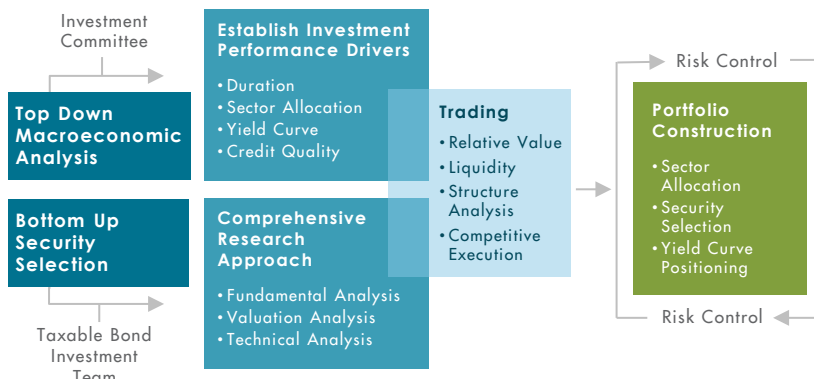 Investment
Committee
Top Down
Macroeconomic
Analysis
Bottom Up
Security
Selection
Taxable Bond
Investment
Team
Establish Investment
Performance Drivers
• Duration
• Sector Allocation
• Yield Curve
• Credit Quality
Comprehensive
Research
Approach
• Fundamental Analysis
• Valuation Analysis
• Technical Analysis
Trading
• Relative Value
• Liquidity
• Structure
Analysis
• Competitive
Execution
Risk Control
Portfolio
Construction
• Sector
Allocation
• Security
Selection
• Yield Curve
Positioning
Risk Control